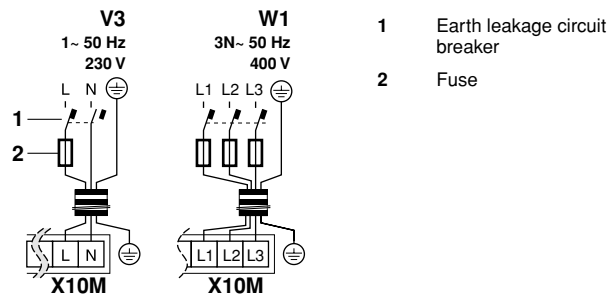 V3
1~ 50 Hz
230 V
L N
1
2
L N
X10M
W1
3N~ 50 Hz
400 V
L1 L2 L3
L1 L2 L3
X10M
1 Earth leakage circuit
breaker
2 Fuse